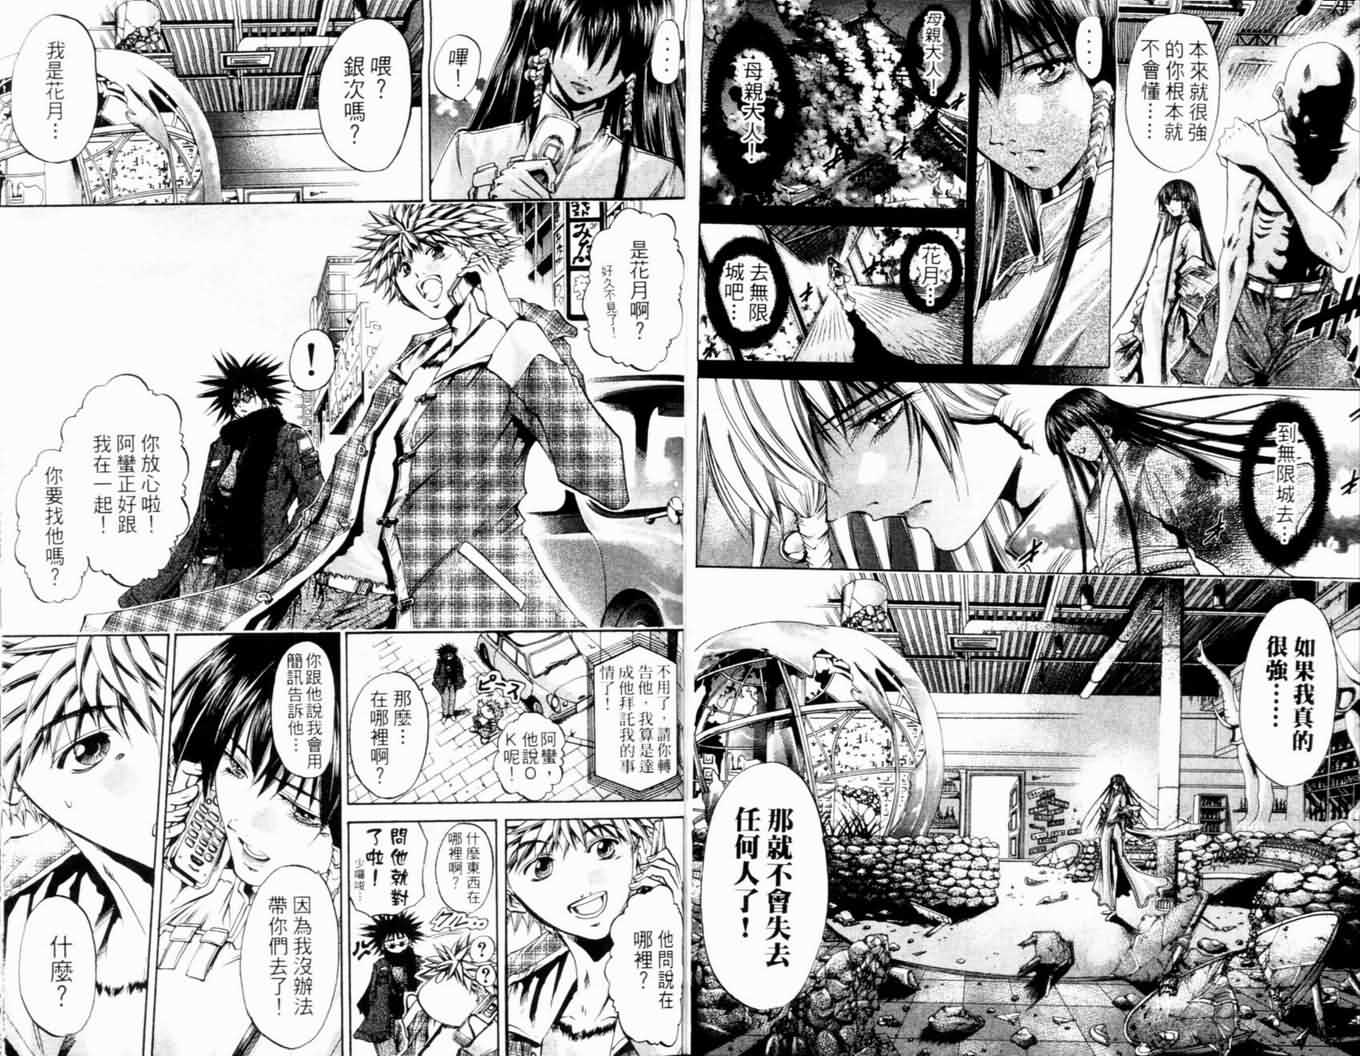 本來就很強
的你根本就
不會懂……
…
母親大人！
母親大人！
花月…
去無限
城吧…
到無限城去…
如果我真的
很強……
那就不會失去
任何人了！
…
嗶！
喂？
銀次嗎？
我是花月…
是花月啊？
好久不見了！
！
你放心啦！
阿蠻正好跟
我在一起！
你要找他嗎？
不用了，請你轉
告他，我算是達
成他拜託我的事
情了！
ピース
阿蠻，
他說O
K呢！
那麼…
在哪裡啊？
他問說在
哪裡？
什麼東西在
哪裡啊？
問他就對
了啦！
少囉唆…
？
？
？
你跟他說我會用
簡訊告訴他…
因為我沒辦法
帶你們去了！
什麼？